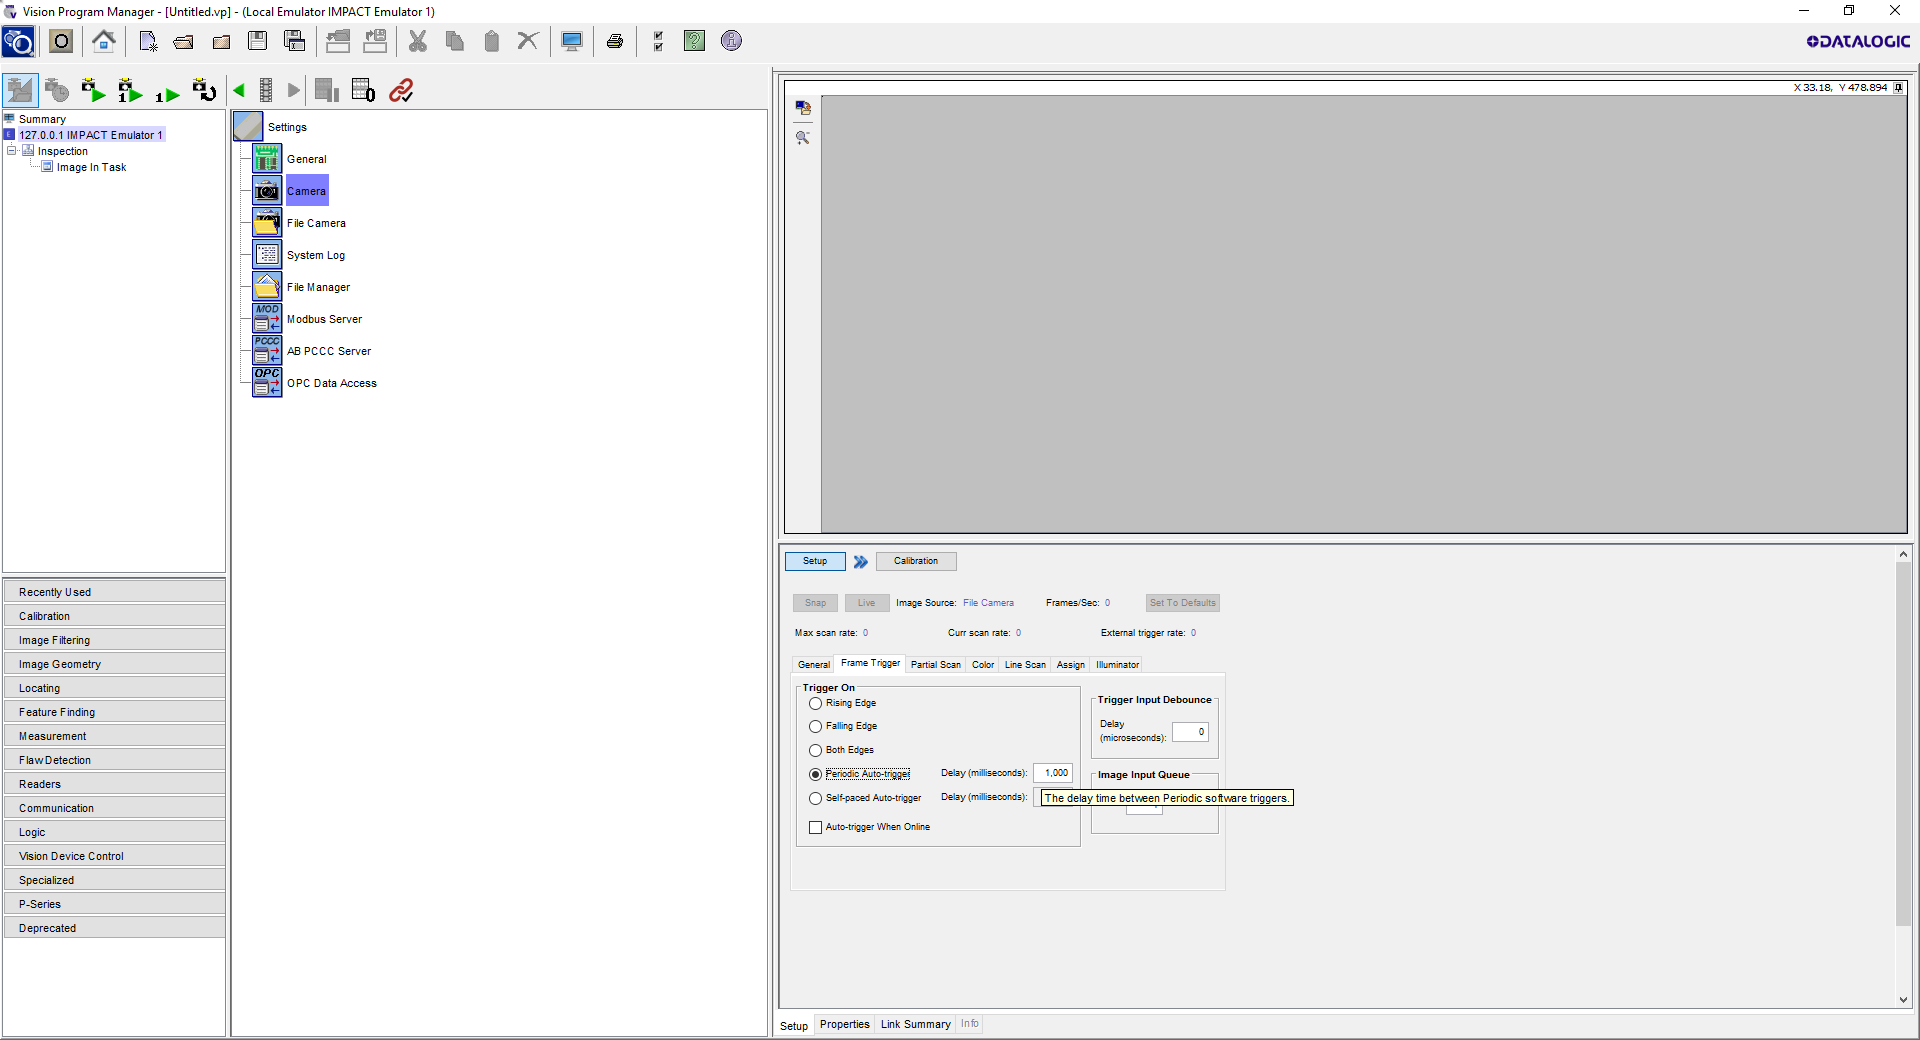 Vision Program Manager - [Untitled.vp] - (Local Emulator IMPACT Emulator 1)
DATALOGIC
X 33.18, Y 478.894
Summary
127.0.0.1 IMPACT Emulator 1
Inspection
Image In Task
Settings
General
Camera
File Camera
System Log
File Manager
MOD
Modbus Server
PCCC
AB PCCC Server
OPC
OPC Data Access
Recently Used
Calibration
Image Filtering
Image Geometry
Locating
Feature Finding
Measurement
Flaw Detection
Readers
Communication
Logic
Vision Device Control
Specialized
P-Series
Deprecated
Setup
Calibration
Snap
Live
Image Source: File Camera
Frames/Sec: 0
Set To Defaults
Max scan rate: 0
Curr scan rate: 0
External trigger rate: 0
General
Frame Trigger
Partial Scan
Color
Line Scan
Assign
Illuminator
Trigger On
Rising Edge
Falling Edge
Both Edges
Periodic Auto-trigger
Delay (milliseconds): 1,000
Self-paced Auto-trigger
Delay (milliseconds):
Auto-trigger When Online
Trigger Input Debounce
Delay
(microseconds): 0
Image Input Queue
The delay time between Periodic software triggers.
Setup
Properties
Link Summary
Info